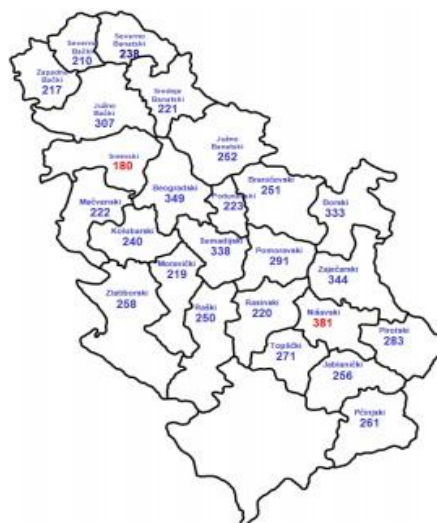 Severno
Bački
210
Severno
Banatski
238
Zapadno
Bački
217
Srednje
Banatski
221
Južno
Bački
307
Južno
Banatski
252
Sremski
180
Beogradski
349
Podunavski
223
Braničevski
251
Borski
333
Mačvanski
222
Kolubarski
240
Šumadijski
338
Pomoravski
291
Moravički
219
Zaječarski
344
Zlatiborski
258
Raški
250
Rasinski
220
Nišavski
381
Pirotski
283
Toplički
271
Jablanički
256
Pčinjski
261